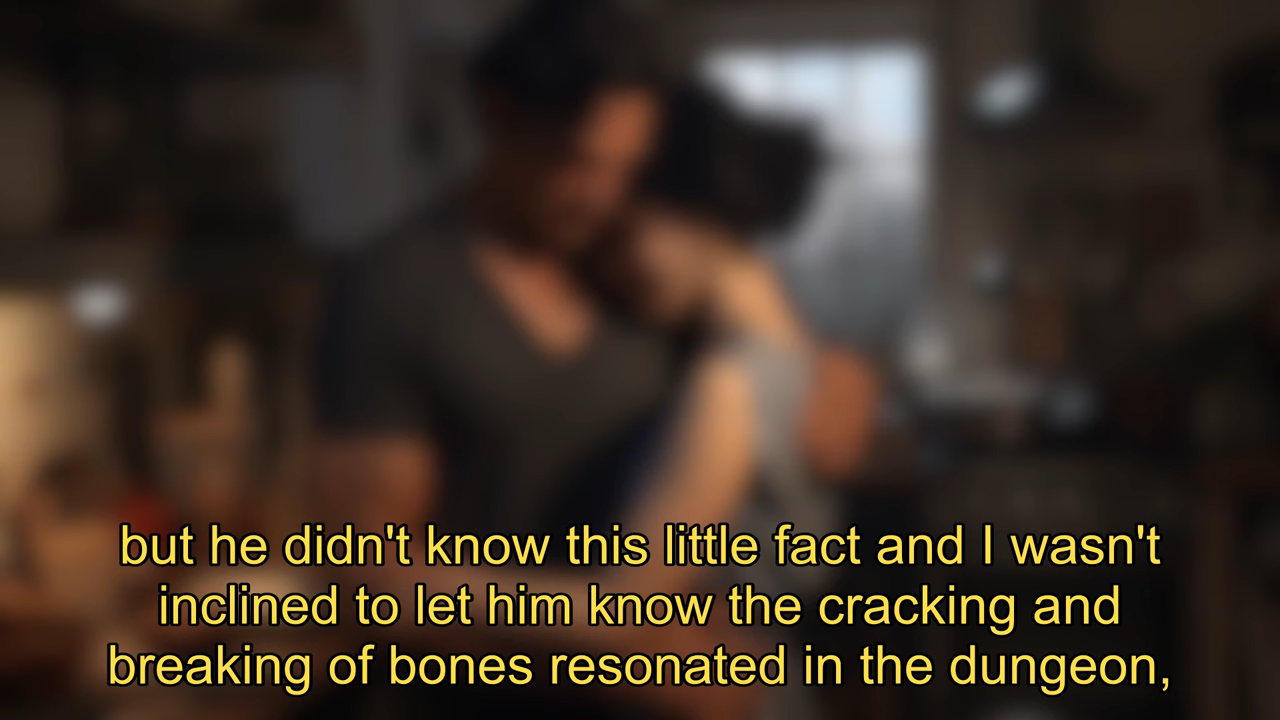 but he didn't know this little fact and I wasn't
inclined to let him know the cracking and
breaking of bones resonated in the dungeon,